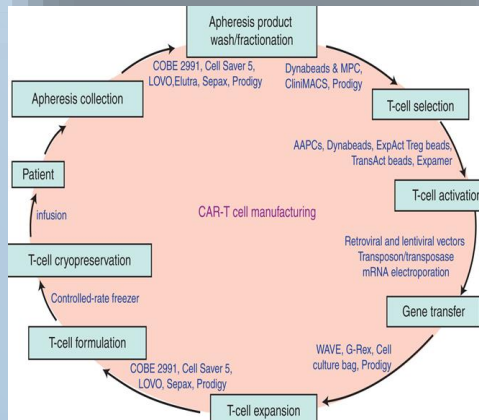 Apheresis product
wash/fractionation
COBE 2991, Cell Saver 5,
LOVO,Elutra, Sepax, Prodigy
Dynabeads & MPC,
CliniMACS, Prodigy
Apheresis collection
T-cell selection
AAPCs, Dynabeads, ExpAct Treg beads,
TransAct beads, Expamer
Patient
T-cell activation
infusion
CAR-T cell manufacturing
Retroviral and lentiviral vectors
Transposon/transposase
mRNA electroporation
T-cell cryopreservation
Controlled-rate freezer
Gene transfer
T-cell formulation
WAVE, G-Rex, Cell
culture bag, Prodigy
COBE 2991, Cell Saver 5,
LOVO, Sepax, Prodigy
T-cell expansion